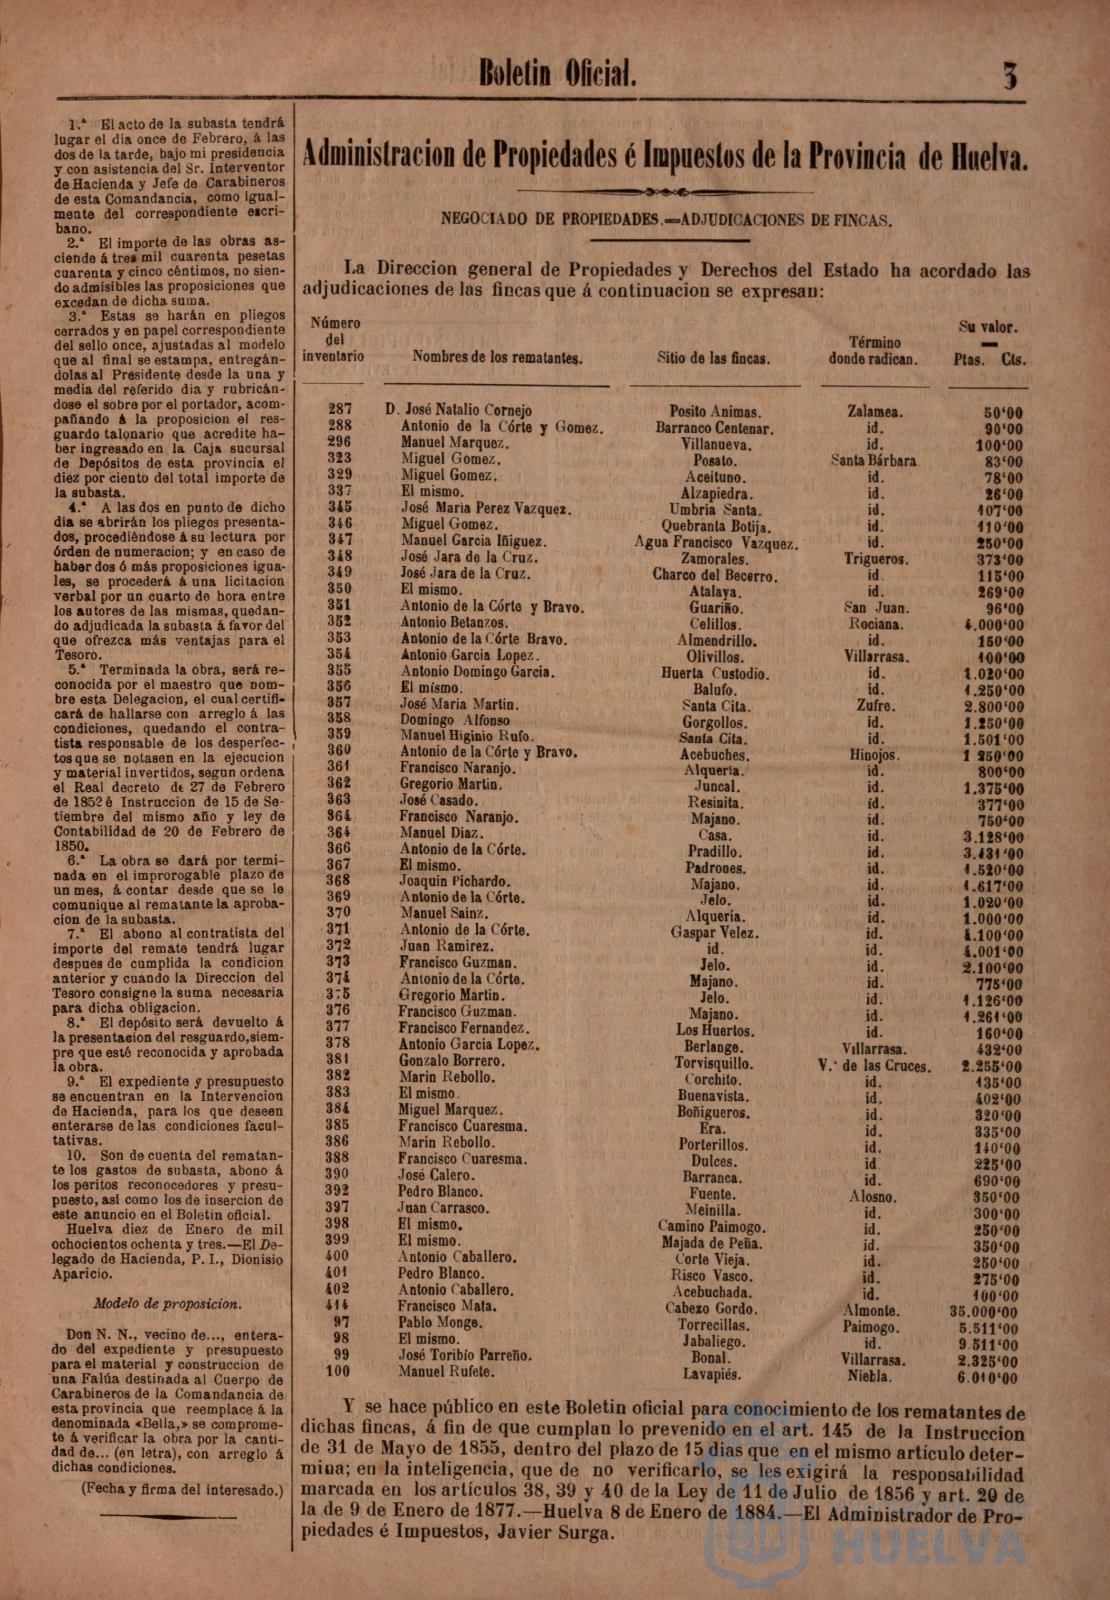 Boletin Oficial.
3
1.ª El acto de la subasta tendrá
lugar el dia once de Febrero, á las
dos de la tarde, bajo mi presidencia
y con asistencia del Sr. Interventor
de Hacienda y Jefe de Carabineros
de esta Comandancia, como igual-
mente del correspondiente escri-
bano.
2.ª El importe de las obras as-
ciende á tres mil cuarenta pesetas
cuarenta y cinco céntimos, no sien-
do admisibles las proposiciones que
excedan de dicha suma.
3.ª Estas se harán en pliegos
cerrados y en papel correspondiente
del sello once, ajustadas al modelo
que al final se estampa, entregán-
dolas al Presidente desde la una y
media del referido dia y rubricán-
dose el sobre por el portador, acom-
pañando á la proposicion el res-
guardo talonario que acredite ha-
ber ingresado en la Caja sucursal
de Depósitos de esta provincia el
diez por ciento del total importe de
la subasta.
4.ª A las dos en punto de dicho
dia se abrirán los pliegos presenta-
dos, procediéndose á su lectura por
órden de numeracion; y en caso de
haber dos ó más proposiciones igua-
les, se procederá á una licitacion
verbal por un cuarto de hora entre
los autores de las mismas, quedan-
do adjudicada la subasta á favor del
que ofrezca más ventajas para el
Tesoro.
5.ª Terminada la obra, será re-
conocida por el maestro que nom-
bre esta Delegacion, el cual certifi-
cará de hallarse con arreglo á las
condiciones, quedando el contra-
tista responsable de los desperfec-
tos que se notasen en la ejecucion
y material invertidos, segun ordena
el Real decreto de 27 de Febrero
de 1852 é Instruccion de 15 de Se-
tiembre del mismo año y ley de
Contabilidad de 20 de Febrero de
1850.
6.ª La obra se dará por termi-
nada en el improrogable plazo de
un mes, á contar desde que se le
comunique al rematante la aproba-
cion de la subasta.
7.ª El abono al contratista del
importe del remate tendrá lugar
despues de cumplida la condicion
anterior y cuando la Direccion del
Tesoro consigne la suma necesaria
para dicha obligacion.
8.ª El depósito será devuelto á
la presentacion del resguardo, siem-
pre que esté reconocida y aprobada
la obra.
9.ª El expediente y presupuesto
se encuentran en la Intervencion
de Hacienda, para los que deseen
enterarse de las condiciones facul-
tativas.
10. Son de cuenta del rematan-
te los gastos de subasta, abono á
los peritos reconocedores y presu-
puesto, asi como los de insercion de
este anuncio en el Boletin oficial.
Huelva diez de Enero de mil
ochocientos ochenta y tres.—El De-
legado de Hacienda, P. I., Dionisio
Aparicio.
Modelo de proposicion.
Don N. N., vecino de..., entera-
do del expediente y presupuesto
para el material y construccion de
una Falúa destinada al Cuerpo de
Carabineros de la Comandancia de
esta provincia que reemplace á la
denominada «Bella,» se comprome-
te á verificar la obra por la canti-
dad de... (en letra), con arreglo á
dichas condiciones.
(Fecha y firma del interesado.)
Administracion de Propiedades é Impuestos de la Provincia de Huelva.
NEGOCIADO DE PROPIEDADES.—ADJUDICACIONES DE FINCAS.
La Direccion general de Propiedades y Derechos del Estado ha acordado las
adjudicaciones de las fincas que á continuacion se expresan:
Número del inventario Nombres de los rematantes. Sitio de las fincas. Término donde radican. Su valor. — Ptas. Cts.
287 D. José Natalio Cornejo Posito Animas. Zalamea. 50‘00
288 Antonio de la Córte y Gomez. Barranco Centenar. id. 90‘00
296 Manuel Marquez. Villanueva. id. 100‘00
323 Miguel Gomez. Posato. Santa Bárbara 83‘00
329 Miguel Gomez. Aceituno. id. 78‘00
337 El mismo. Alzapiedra. id. 26‘00
345 José Maria Perez Vazquez. Umbria Santa. id. 107‘00
346 Miguel Gomez. Quebranta Botija. id. 110‘00
347 Manuel Garcia Iñiguez. Agua Francisco Vazquez. id. 250‘00
348 José Jara de la Cruz. Zamorales. Trigueros. 373‘00
349 José Jara de la Cruz. Charco del Becerro. id 115‘00
350 El mismo. Atalaya. id. 269‘00
351 Antonio de la Córte y Bravo. Guariño. San Juan. 96‘00
352 Antonio Betanzos. Celillos. Rociana. 4.000‘00
353 Antonio de la Córte Bravo. Almendrillo. id. 150‘00
354 Antonio Garcia Lopez. Olivillos. Villarrasa. 100‘00
355 Antonio Domingo Garcia. Huerta Custodio. id. 1.020‘00
356 El mismo. Balufo. id. 1.250‘00
357 José Maria Martin. Santa Cita. Zufre. 2.800‘00
358 Domingo Alfonso Gorgollos. id. 1.250‘00
359 Manuel Higinio Rufo. Santa Cita. id. 1.501‘00
360 Antonio de la Córte y Bravo. Acebuches. Hinojos. 1 250‘00
361 Francisco Naranjo. Alqueria. id. 800‘00
362 Gregorio Martin. Juncal. id. 1.375‘00
363 José Casado. Resinita. id. 377‘00
364 Francisco Naranjo. Majano. id. 750‘00
364 Manuel Diaz. Casa. id. 3.128‘00
366 Antonio de la Córte. Pradillo. id. 3.431‘00
367 El mismo. Padrones. id. 1.520‘00
368 Joaquin Pichardo. Majano. id. 1.617‘00
369 Antonio de la Córte. Jelo. id. 1.020‘00
370 Manuel Sainz. Alquería. id. 1.000‘00
371 Antonio de la Córte. Gaspar Velez. id. 4.100‘00
372 Juan Ramirez. id. id. 4.001‘00
373 Francisco Guzman. Jelo. id. 2.100‘00
374 Antonio de la Córte. Majano. id. 775‘00
375 Gregorio Martin. Jelo. id. 1.126‘00
376 Francisco Guzman. Majano. id. 1.261‘00
377 Francisco Fernandez. Los Huertos. id. 160‘00
378 Antonio Garcia Lopez. Berlange. Villarrasa. 432‘00
381 Gonzalo Borrero. Torvisquillo. V.ª de las Cruces. 2.255‘00
382 Marin Rebollo. Corchito. id. 135‘00
383 El mismo. Buenavista. id. 402‘00
384 Miguel Marquez. Boñigueros. id. 320‘00
385 Francisco Cuaresma. Era. id. 335‘00
386 Marin Rebollo. Porterillos. id. 140‘00
388 Francisco Cuaresma. Dulces. id 225‘00
390 José Calero. Barranca. id. 690‘00
392 Pedro Blanco. Fuente. Alosno. 350‘00
397 Juan Carrasco. Meinilla. id. 300‘00
398 El mismo. Camino Paimogo. id. 250‘00
399 El mismo. Majada de Peña. id. 350‘00
400 Antonio Caballero. Corte Vieja. id. 250‘00
401 Pedro Blanco. Risco Vasco. id. 275‘00
402 Antonio Caballero. Acebuchada. id. 100‘00
414 Francisco Mata. Cabezo Gordo. Almonte. 35.000‘00
97 Pablo Monge. Torrecillas. Paimogo. 5.511‘00
98 El mismo. Jabaliego. id. 9.511‘00
99 José Toribio Parreño. Bonal. Villarrasa. 2.325‘00
100 Manuel Rufete. Lavapiés. Niebla. 6.010‘00
Y se hace público en este Boletin oficial para conocimiento de los rematantes de
dichas fincas, á fin de que cumplan lo prevenido en el art. 145 de la Instruccion
de 31 de Mayo de 1855, dentro del plazo de 15 dias que en el mismo artículo deter-
mina; en la inteligencia, que de no verificarlo, se les exigirá la responsabilidad
marcada en los artículos 38, 39 y 40 de la Ley de 11 de Julio de 1856 y art. 20 de
la de 9 de Enero de 1877.—Huelva 8 de Enero de 1884.—El Administrador de Pro-
piedades é Impuestos, Javier Surga.
HUELVA